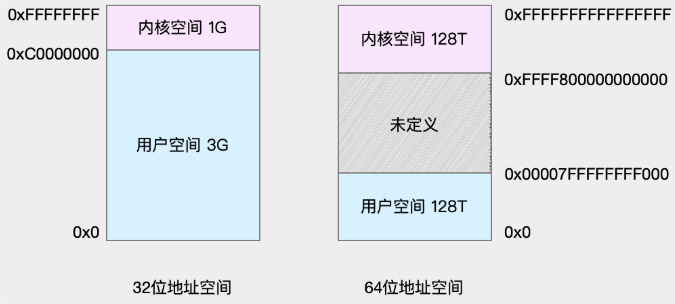 0xFFFFFFFF
内核空间 1G
0xC0000000
用户空间 3G
0x0
32位地址空间
内核空间 128T
0xFFFFFFFFFFFFFFFF
0xFFFF800000000000
未定义
0x00007FFFFFFFF000
用户空间 128T
0x0
64位地址空间